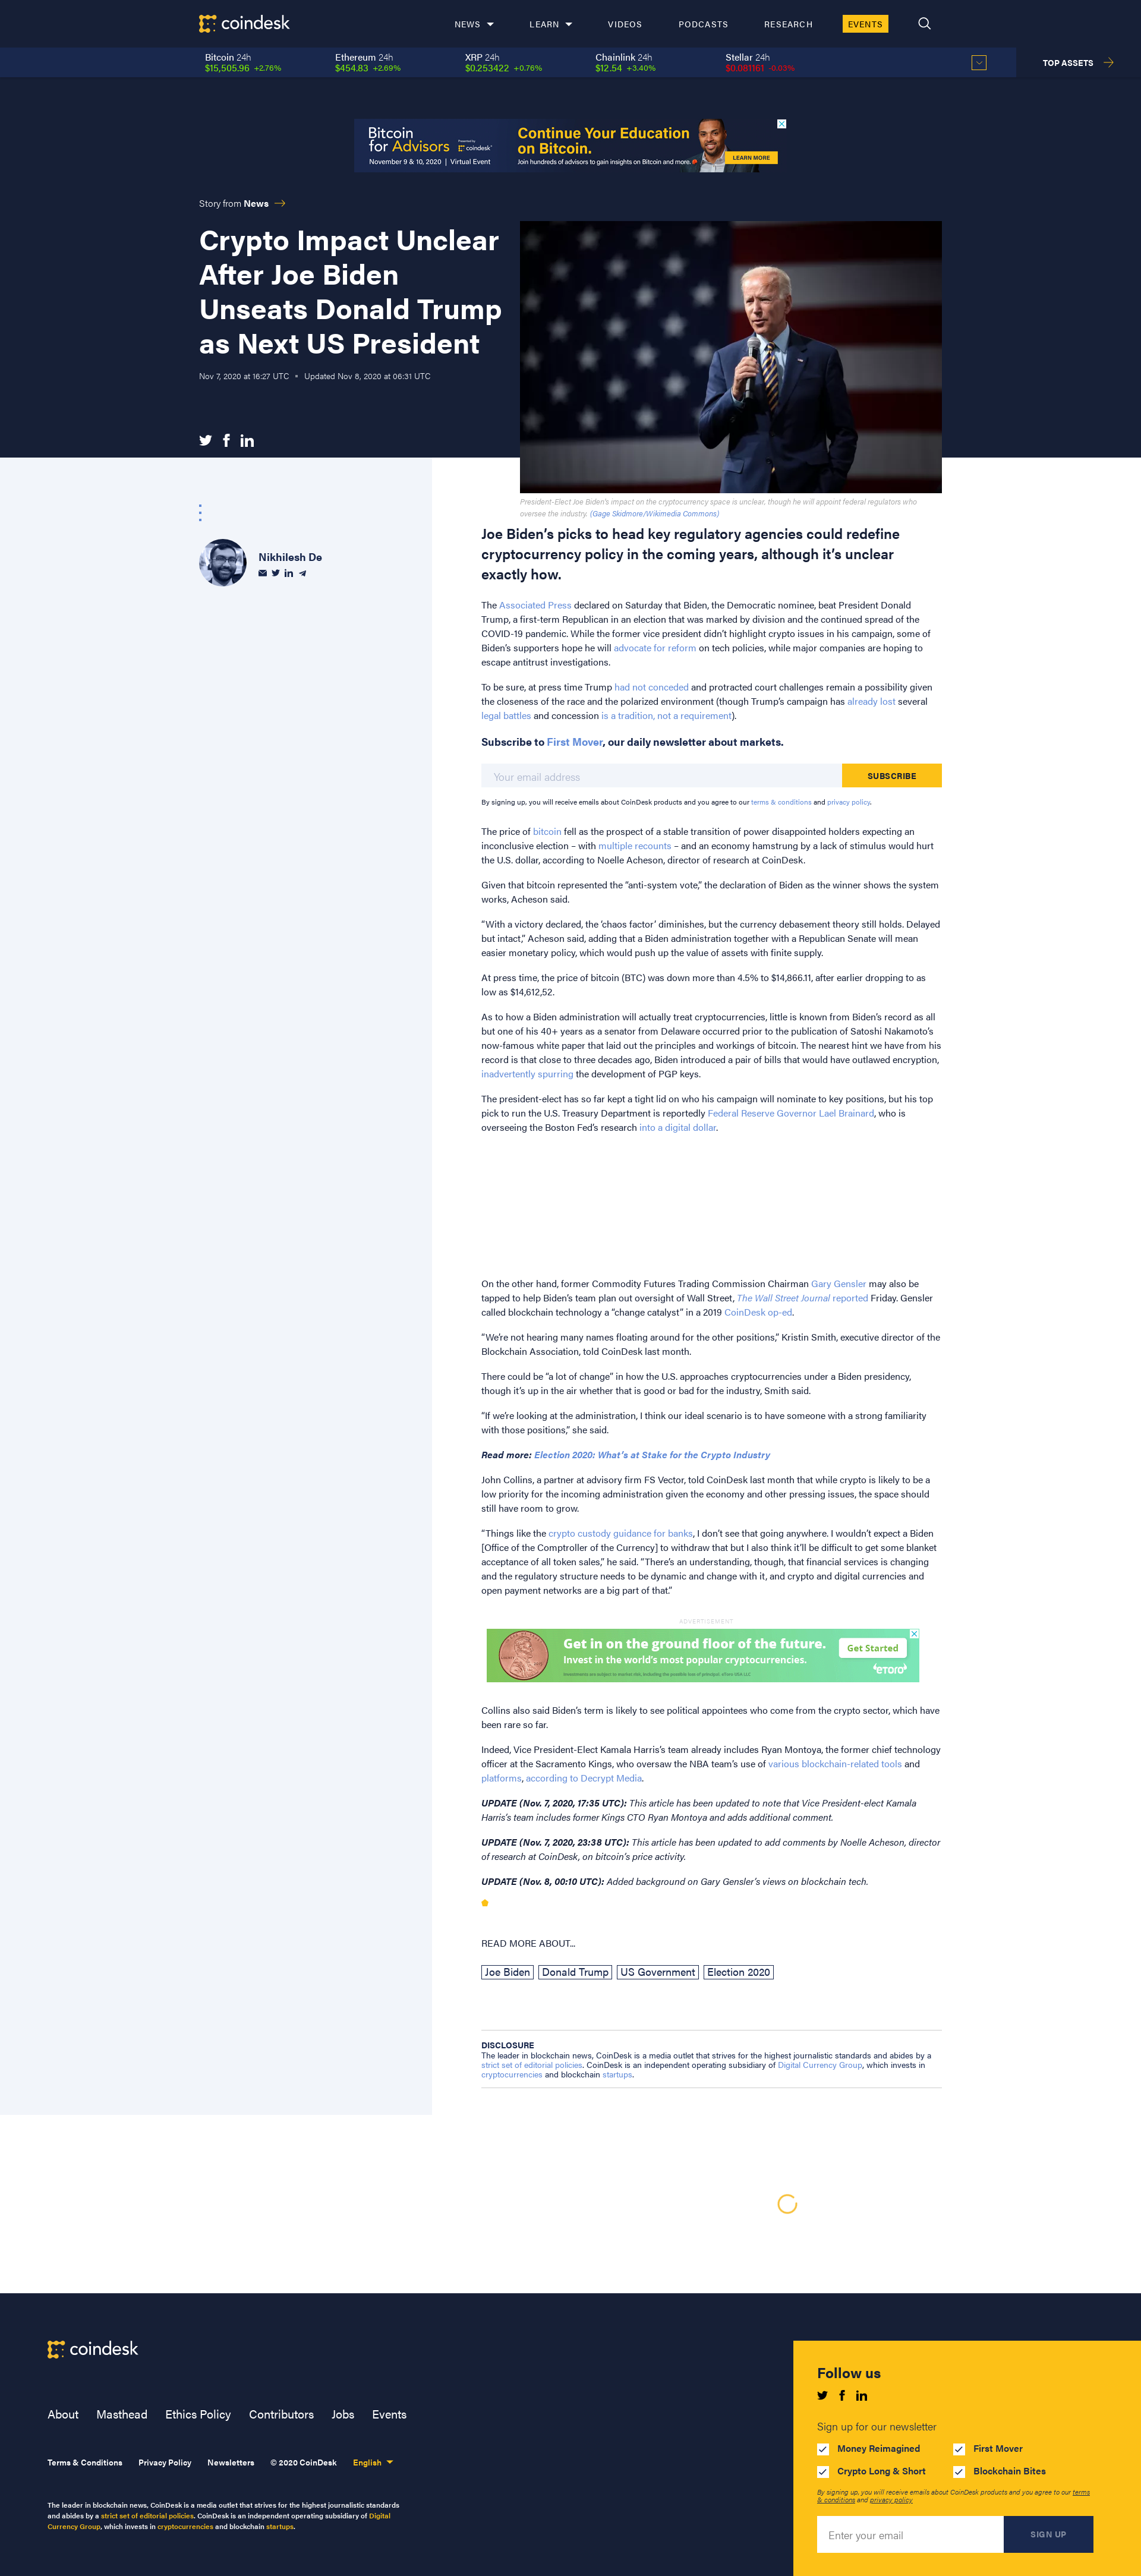 coindesk
NEWS
LEARN
VIDEOS
PODCASTS
RESEARCH
EVENTS
Bitcoin 24h
$15,505.96 +2.76%
Ethereum 24h
$454.83 +2.69%
XRP 24h
$0.253422 +0.76%
Chainlink 24h
$12.54 +3.40%
Stellar 24h
$0.081161 -0.03%
TOP ASSETS
Bitcoin
for Advisors
Presented by
coindesk
November 9 & 10, 2020 | Virtual Event
Continue Your Education
on Bitcoin.
Join hundreds of advisors to gain insights on Bitcoin and more.
LEARN MORE
Story from News
Crypto Impact Unclear
After Joe Biden
Unseats Donald Trump
as Next US President
Nov 7, 2020 at 16:27 UTC • Updated Nov 8, 2020 at 06:31 UTC
President-Elect Joe Biden's impact on the cryptocurrency space is unclear, though he will appoint federal regulators who
oversee the industry. (Gage Skidmore/Wikimedia Commons)
Nikhilesh De
Joe Biden's picks to head key regulatory agencies could redefine
cryptocurrency policy in the coming years, although it's unclear
exactly how.
The Associated Press declared on Saturday that Biden, the Democratic nominee, beat President Donald
Trump, a first-term Republican in an election that was marked by division and the continued spread of the
COVID-19 pandemic. While the former vice president didn't highlight crypto issues in his campaign, some of
Biden's supporters hope he will advocate for reform on tech policies, while major companies are hoping to
escape antitrust investigations.
To be sure, at press time Trump had not conceded and protracted court challenges remain a possibility given
the closeness of the race and the polarized environment (though Trump's campaign has already lost several
legal battles and concession is a tradition, not a requirement).
Subscribe to First Mover, our daily newsletter about markets.
Your email address
SUBSCRIBE
By signing up, you will receive emails about CoinDesk products and you agree to our terms & conditions and privacy policy.
The price of bitcoin fell as the prospect of a stable transition of power disappointed holders expecting an
inconclusive election – with multiple recounts – and an economy hamstrung by a lack of stimulus would hurt
the U.S. dollar, according to Noelle Acheson, director of research at CoinDesk.
Given that bitcoin represented the "anti-system vote," the declaration of Biden as the winner shows the system
works, Acheson said.
"With a victory declared, the 'chaos factor' diminishes, but the currency debasement theory still holds. Delayed
but intact," Acheson said, adding that a Biden administration together with a Republican Senate will mean
easier monetary policy, which would push up the value of assets with finite supply.
At press time, the price of bitcoin (BTC) was down more than 4.5% to $14,866.11, after earlier dropping to as
low as $14,612,52.
As to how a Biden administration will actually treat cryptocurrencies, little is known from Biden's record as all
but one of his 40+ years as a senator from Delaware occurred prior to the publication of Satoshi Nakamoto's
now-famous white paper that laid out the principles and workings of bitcoin. The nearest hint we have from his
record is that close to three decades ago, Biden introduced a pair of bills that would have outlawed encryption,
inadvertently spurring the development of PGP keys.
The president-elect has so far kept a tight lid on who his campaign will nominate to key positions, but his top
pick to run the U.S. Treasury Department is reportedly Federal Reserve Governor Lael Brainard, who is
overseeing the Boston Fed's research into a digital dollar.
On the other hand, former Commodity Futures Trading Commission Chairman Gary Gensler may also be
tapped to help Biden's team plan out oversight of Wall Street, The Wall Street Journal reported Friday. Gensler
called blockchain technology a "change catalyst" in a 2019 CoinDesk op-ed.
"We're not hearing many names floating around for the other positions," Kristin Smith, executive director of the
Blockchain Association, told CoinDesk last month.
There could be "a lot of change" in how the U.S. approaches cryptocurrencies under a Biden presidency,
though it's up in the air whether that is good or bad for the industry, Smith said.
"If we're looking at the administration, I think our ideal scenario is to have someone with a strong familiarity
with those positions," she said.
Read more: Election 2020: What's at Stake for the Crypto Industry
John Collins, a partner at advisory firm FS Vector, told CoinDesk last month that while crypto is likely to be a
low priority for the incoming administration given the economy and other pressing issues, the space should
still have room to grow.
"Things like the crypto custody guidance for banks, I don't see that going anywhere. I wouldn't expect a Biden
[Office of the Comptroller of the Currency] to withdraw that but I also think it'll be difficult to get some blanket
acceptance of all token sales," he said. "There's an understanding, though, that financial services is changing
and the regulatory structure needs to be dynamic and change with it, and crypto and digital currencies and
open payment networks are a big part of that."
ADVERTISEMENT
Get in on the ground floor of the future.
Invest in the world's most popular cryptocurrencies.
Investments are subject to market risk, including the possible loss of principal. eToro USA LLC
Get Started
eToro
Collins also said Biden's term is likely to see political appointees who come from the crypto sector, which have
been rare so far.
Indeed, Vice President-Elect Kamala Harris's team already includes Ryan Montoya, the former chief technology
officer at the Sacramento Kings, who oversaw the NBA team's use of various blockchain-related tools and
platforms, according to Decrypt Media.
UPDATE (Nov. 7, 2020, 17:35 UTC): This article has been updated to note that Vice President-elect Kamala
Harris's team includes former Kings CTO Ryan Montoya and adds additional comment.
UPDATE (Nov. 7, 2020, 23:38 UTC): This article has been updated to add comments by Noelle Acheson, director
of research at CoinDesk, on bitcoin's price activity.
UPDATE (Nov. 8, 00:10 UTC): Added background on Gary Gensler's views on blockchain tech.
READ MORE ABOUT...
Joe Biden
Donald Trump
US Government
Election 2020
DISCLOSURE
The leader in blockchain news, CoinDesk is a media outlet that strives for the highest journalistic standards and abides by a
strict set of editorial policies. CoinDesk is an independent operating subsidiary of Digital Currency Group, which invests in
cryptocurrencies and blockchain startups.
coindesk
About
Masthead
Ethics Policy
Contributors
Jobs
Events
Terms & Conditions
Privacy Policy
Newsletters
© 2020 CoinDesk
English
The leader in blockchain news, CoinDesk is a media outlet that strives for the highest journalistic standards
and abides by a strict set of editorial policies. CoinDesk is an independent operating subsidiary of Digital
Currency Group, which invests in cryptocurrencies and blockchain startups.
Follow us
Sign up for our newsletter
Money Reimagined
First Mover
Crypto Long & Short
Blockchain Bites
By signing up, you will receive emails about CoinDesk products and you agree to our terms
& conditions and privacy policy
Enter your email
SIGN UP